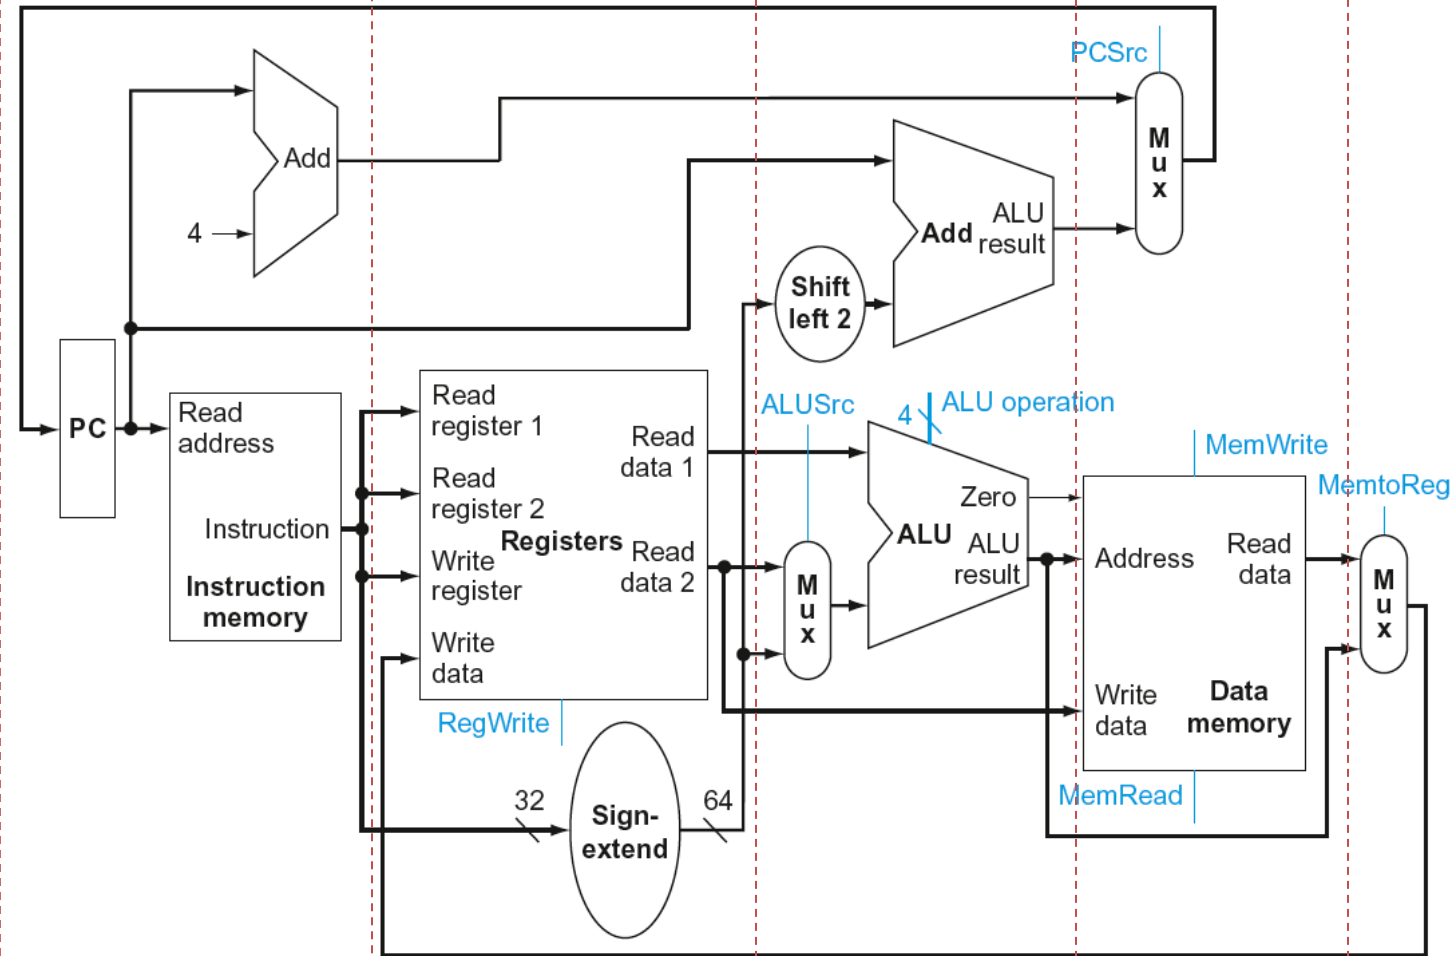 PCSrc
M
u
x
Add
4
ALU
result
Add
Shift
left 2
PC
Read
address
Instruction
Instruction
memory
Read
register 1
Read
register 2
Write
register
Write
data
Registers
Read
data 1
Read
data 2
RegWrite
ALUSrc
M
u
x
4
ALU operation
Zero
ALU
ALU
result
MemWrite
MemtoReg
Address
Read
data
Write
data
Data
memory
MemRead
M
u
x
32
Sign-
extend
64